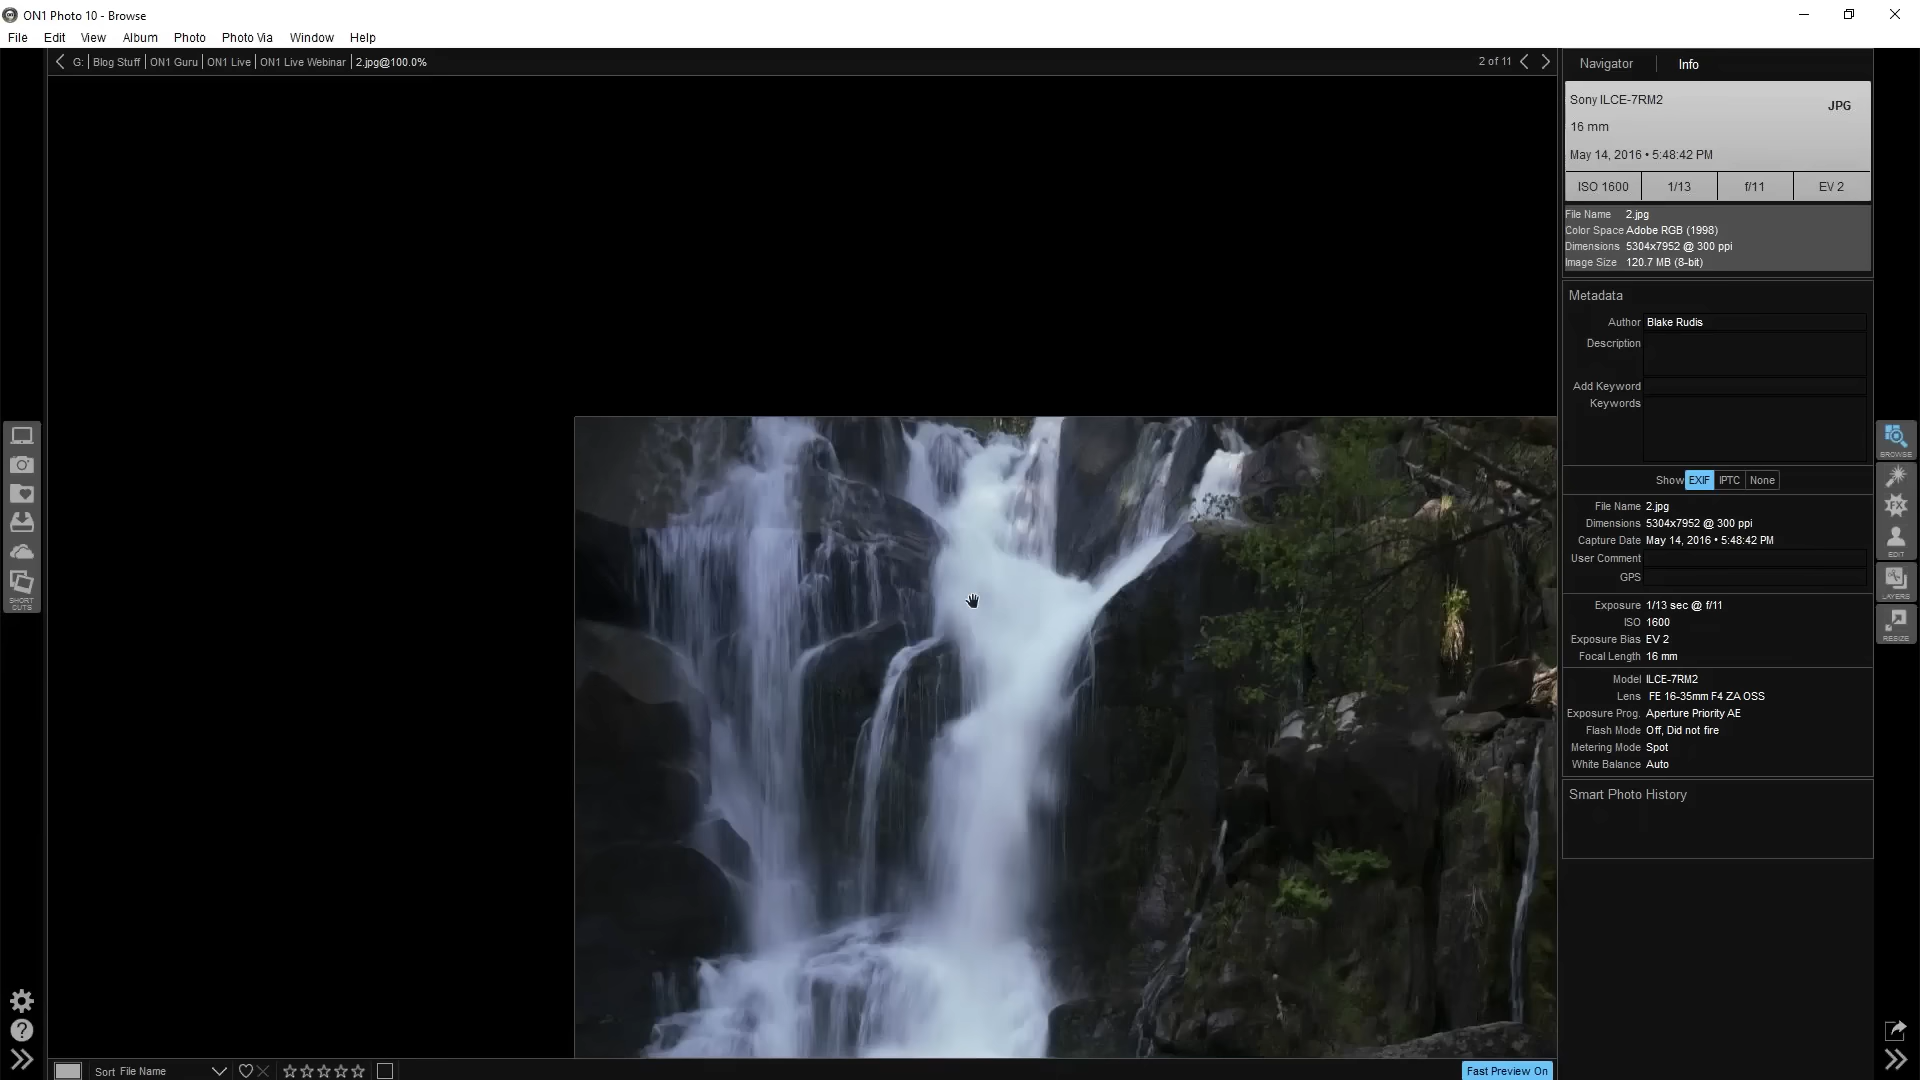 ON1 Photo 10 - Browse
File Edit View Album Photo Photo Via Window Help
G: Blog Stuff ON1 Guru ON1 Live ON1 Live Webinar 2.jpg@100.0% 2 of 11
Navigator Info
Sony ILCE-7RM2 JPG
16 mm
May 14, 2016 • 5:48:42 PM
ISO 1600 1/13 f/11 EV 2
File Name 2.jpg
Color Space Adobe RGB (1998)
Dimensions 5304x7952 @ 300 ppi
Image Size 120.7 MB (8-bit)
Metadata
Author Blake Rudis
Description
Add Keyword
Keywords
Show EXIF IPTC None
File Name 2.jpg
Dimensions 5304x7952 @ 300 ppi
Capture Date May 14, 2016 • 5:48:42 PM
User Comment
GPS
Exposure 1/13 sec @ f/11
ISO 1600
Exposure Bias EV 2
Focal Length 16 mm
Model ILCE-7RM2
Lens FE 16-35mm F4 ZA OSS
Exposure Prog. Aperture Priority AE
Flash Mode Off, Did not fire
Metering Mode Spot
White Balance Auto
Smart Photo History
BROWSE
FX
EDIT
LAYERS
RESIZE
SHORT
CUTS
Sort File Name
Fast Preview On